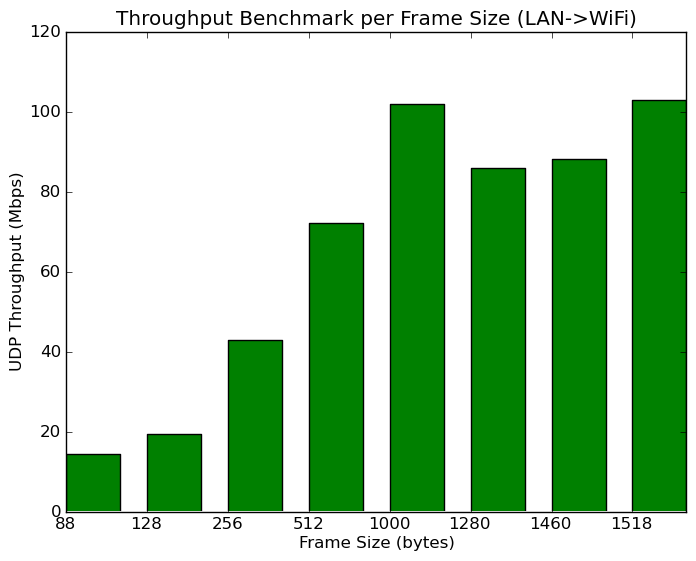 Throughput Benchmark per Frame Size (LAN->WiFi)
120
100
80
60
40
20
0
UDP Throughput (Mbps)
88 128 256 512 1000 1280 1460 1518
Frame Size (bytes)